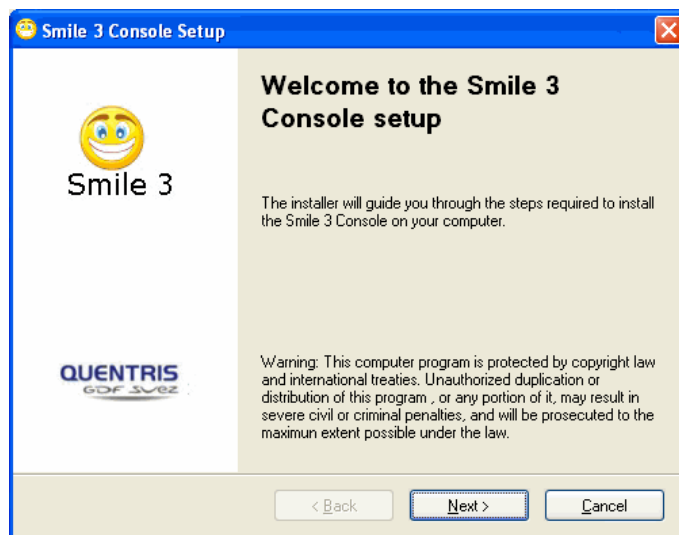 Smile 3 Console Setup
Welcome to the Smile 3
Console setup
Smile 3
The installer will guide you through the steps required to install
the Smile 3 Console on your computer.
QUENTRIS
GDF SVEZ
Warning: This computer program is protected by copyright law
and international treaties. Unauthorized duplication or
distribution of this program , or any portion of it, may result in
severe civil or criminal penalties, and will be prosecuted to the
maximun extent possible under the law.
< Back
Next >
Cancel